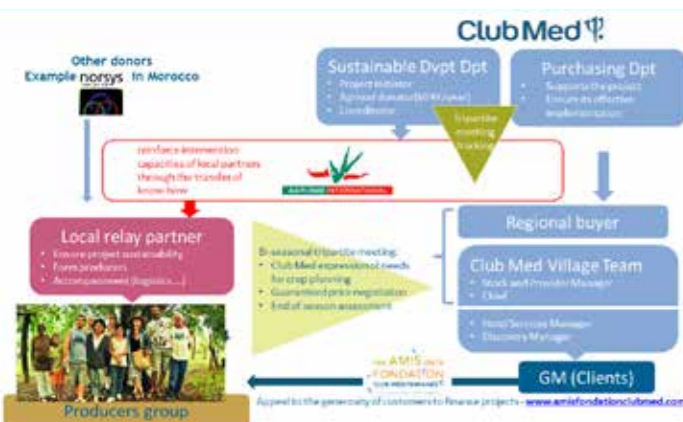 Club Med
Other donors
Example norsys in Morocco
Sustainable Dvpt Dpt
• Project initiator
• Coordinator
Purchasing Dpt
• Supports the project
• Ensure its effective
implementation
Tripartite
meeting
tracking
reinforce intervention
capacities of local partners
through the transfer of
know-how
AGRISUD INTERNATIONAL
Local relay partner
• Ensure project sustainability
• Form producers
• Accompaniment (logistics...)
Bi-seasonal tripartite meeting:
• Club Med expression of needs
for crop planning
• Guaranteed price negotiation
• End of season assessment
Regional buyer
Club Med Village Team
• Stock and Provider Manager
• Chief
• Hotel Services Manager
• Discovery Manager
AMIS
FONDATION
GM (Clients)
Producers group
Appeal to the generosity of customers to finance projects - www.amisfondationclubmed.com